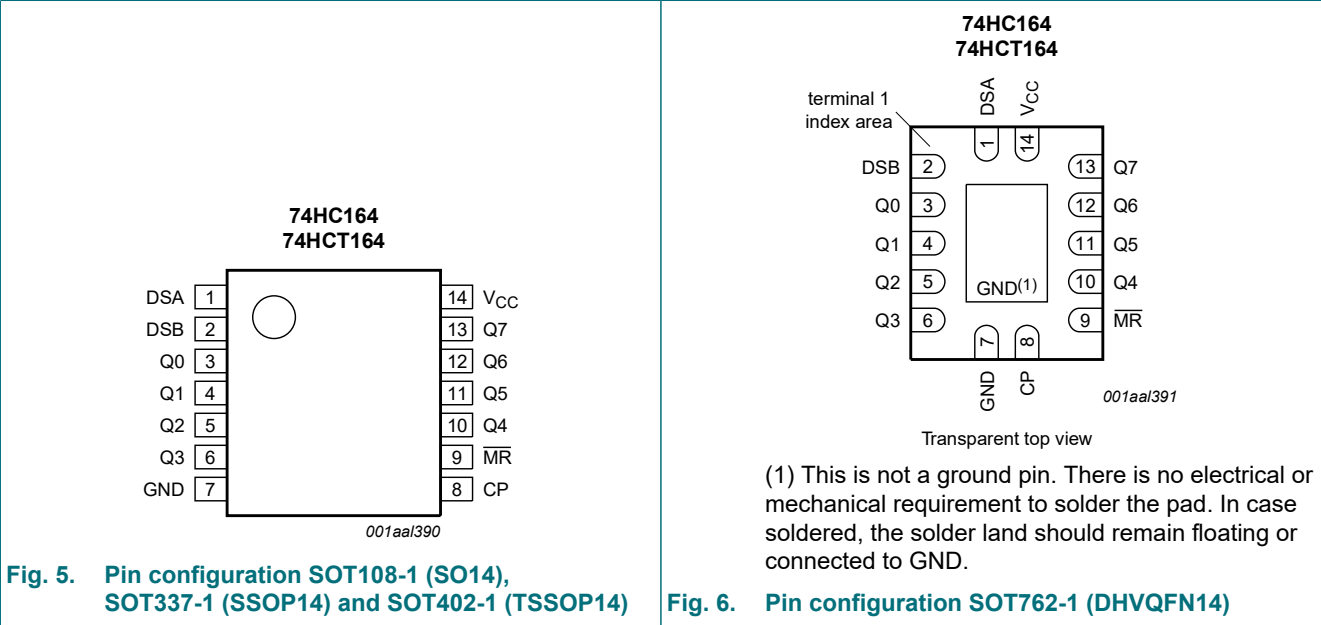 74HC164
74HCT164
DSA 1
DSB 2
Q0 3
Q1 4
Q2 5
Q3 6
GND 7
14 VCC
13 Q7
12 Q6
11 Q5
10 Q4
9 MR
8 CP
001aal390
Fig. 5. Pin configuration SOT108-1 (SO14),
SOT337-1 (SSOP14) and SOT402-1 (TSSOP14)
74HC164
74HCT164
terminal 1
index area
DSA
VCC
1
14
DSB 2
Q0 3
Q1 4
Q2 5
Q3 6
13 Q7
12 Q6
11 Q5
10 Q4
9 MR
GND(1)
7
8
GND
CP
001aal391
Transparent top view
(1) This is not a ground pin. There is no electrical or
mechanical requirement to solder the pad. In case
soldered, the solder land should remain floating or
connected to GND.
Fig. 6. Pin configuration SOT762-1 (DHVQFN14)